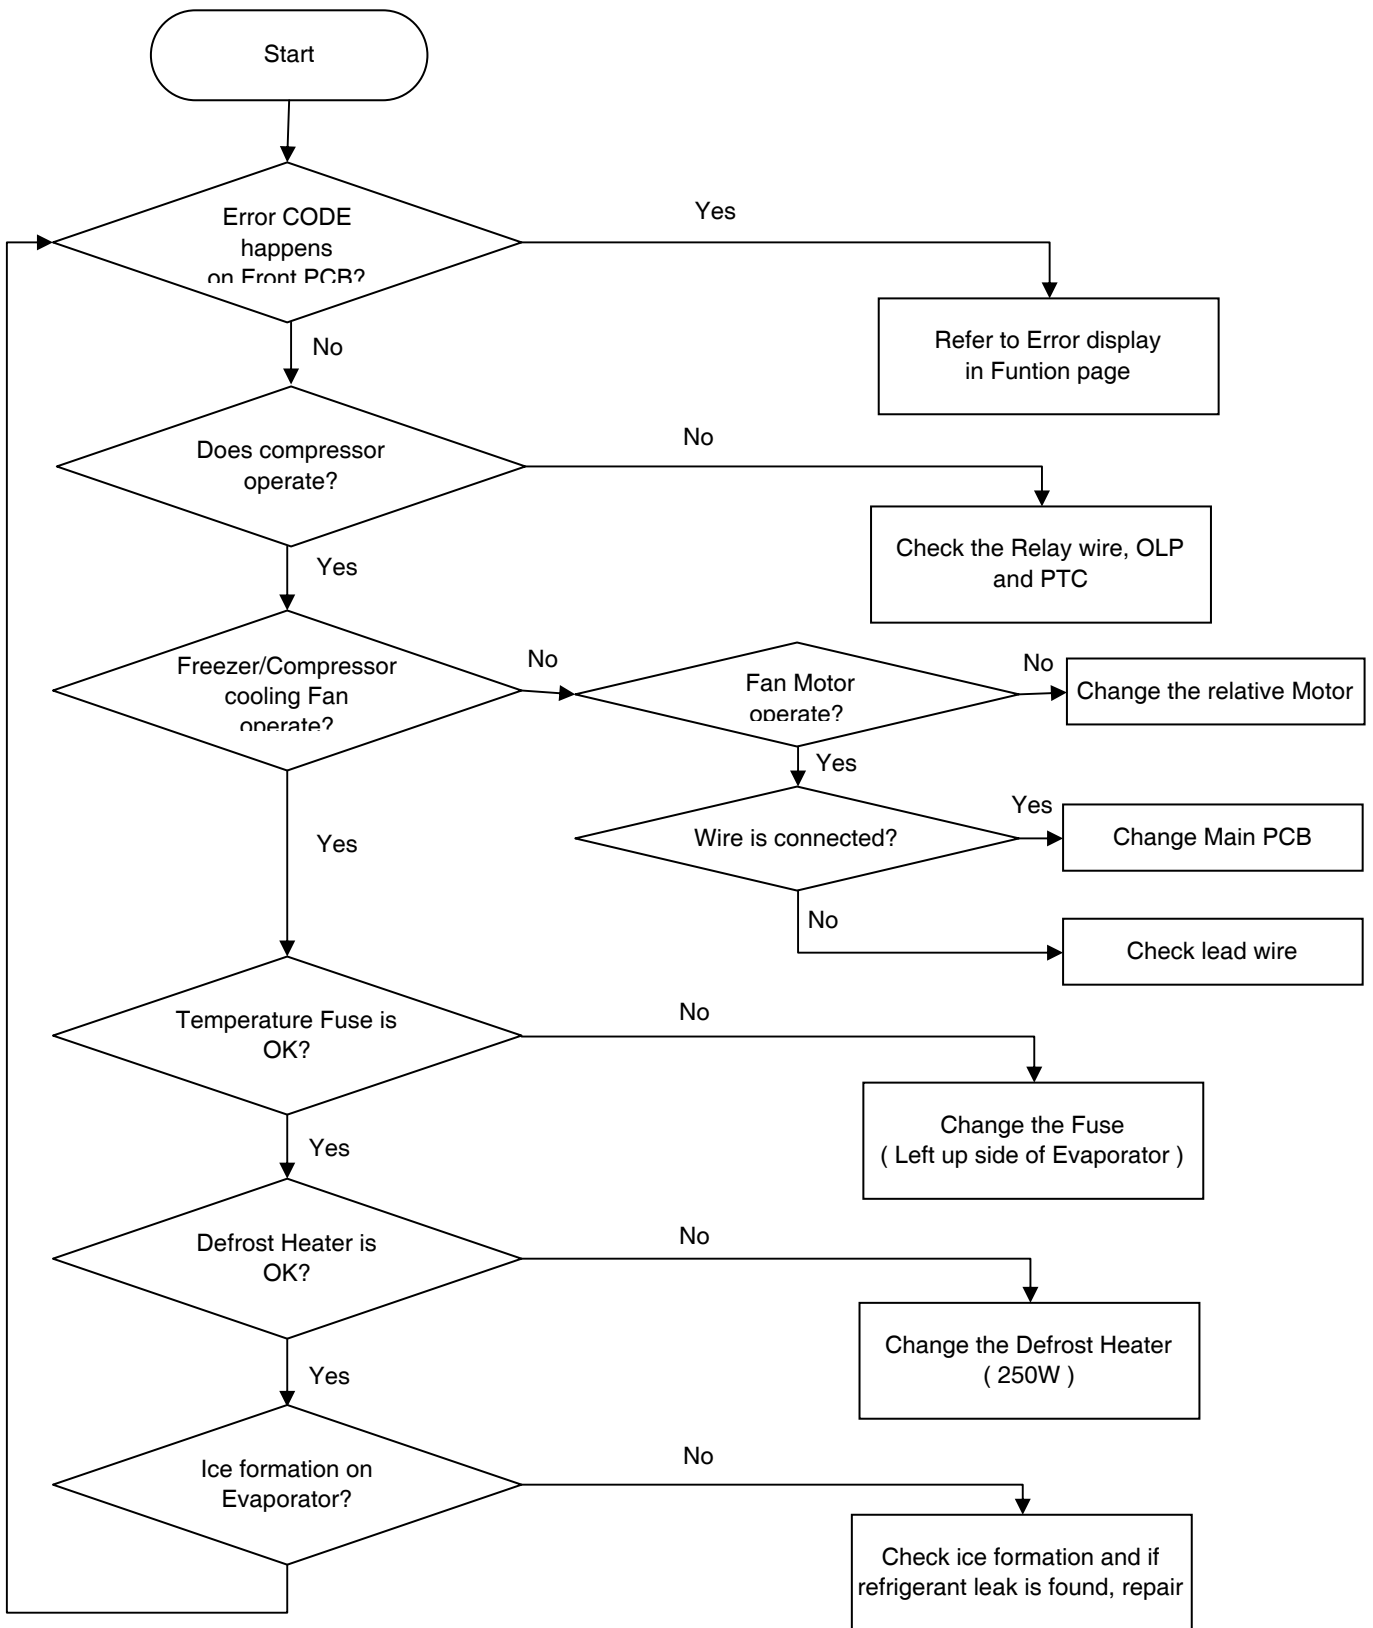 Start
Error CODE
happens
on Front PCB?
Yes
Refer to Error display
in Funtion page
No
Does compressor
operate?
No
Check the Relay wire, OLP
and PTC
Yes
Freezer/Compressor
cooling Fan
operate?
No
Fan Motor
operate?
No
Change the relative Motor
Yes
Wire is connected?
Yes
Change Main PCB
No
Check lead wire
Yes
Temperature Fuse is
OK?
No
Change the Fuse
( Left up side of Evaporator )
Yes
Defrost Heater is
OK?
No
Change the Defrost Heater
( 250W )
Yes
Ice formation on
Evaporator?
No
Check ice formation and if
refrigerant leak is found, repair